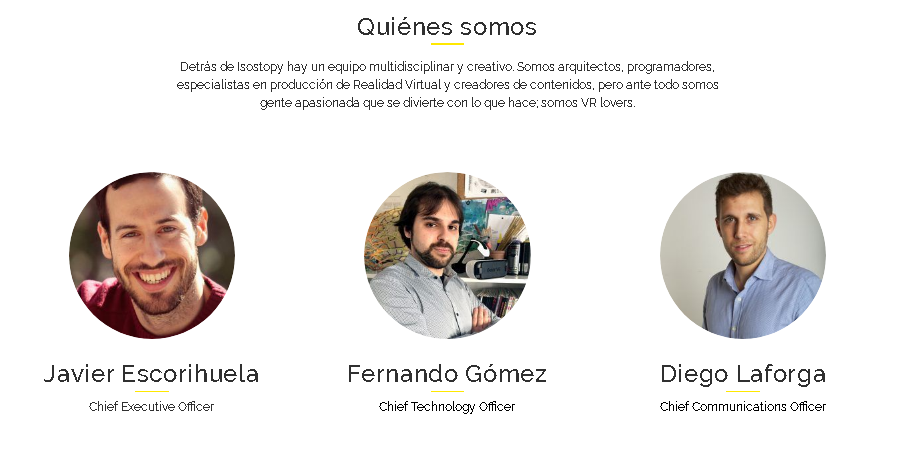 Quiénes somos
Detrás de Isostopy hay un equipo multidisciplinar y creativo. Somos arquitectos, programadores,
especialistas en producción de Realidad Virtual y creadores de contenidos, pero ante todo somos
gente apasionada que se divierte con lo que hace; somos VR lovers.
Javier Escorihuela
Chief Executive Officer
Fernando Gómez
Chief Technology Officer
Diego Laforga
Chief Communications Officer